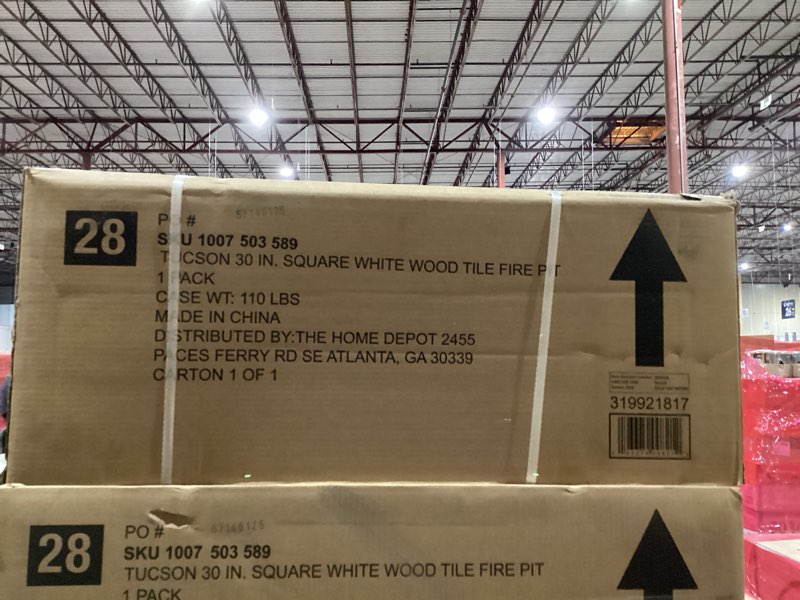 28
PO # 67145125
SKU 1007 503 589
TUCSON 30 IN. SQUARE WHITE WOOD TILE FIRE PIT
1 PACK
CASE WT: 110 LBS
MADE IN CHINA
DISTRIBUTED BY:THE HOME DEPOT 2455
PACES FERRY RD SE ATLANTA, GA 30339
CARTON 1 OF 1
319921817
28
PO # 67145125
SKU 1007 503 589
TUCSON 30 IN. SQUARE WHITE WOOD TILE FIRE PIT
1 PACK